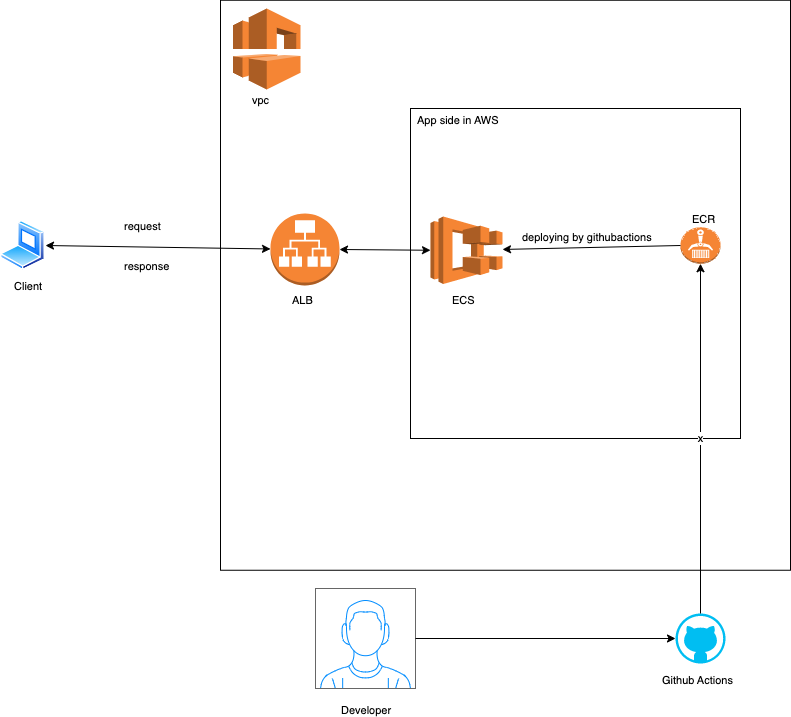 vpc
App side in AWS
request
ECR
deploying by githubactions
response
Client
ALB
ECS
x
Github Actions
Developer